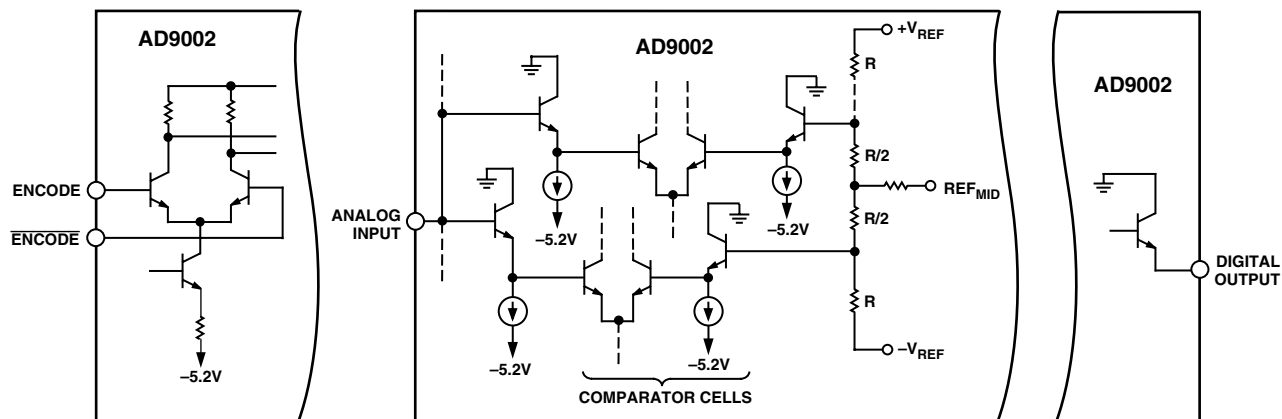 AD9002
ENCODE
ENCODE
–5.2V
AD9002
+VREF
R
R/2
REFMID
R/2
ANALOG
INPUT
–5.2V
–5.2V
R
–5.2V
–5.2V
–VREF
COMPARATOR CELLS
AD9002
DIGITAL
OUTPUT